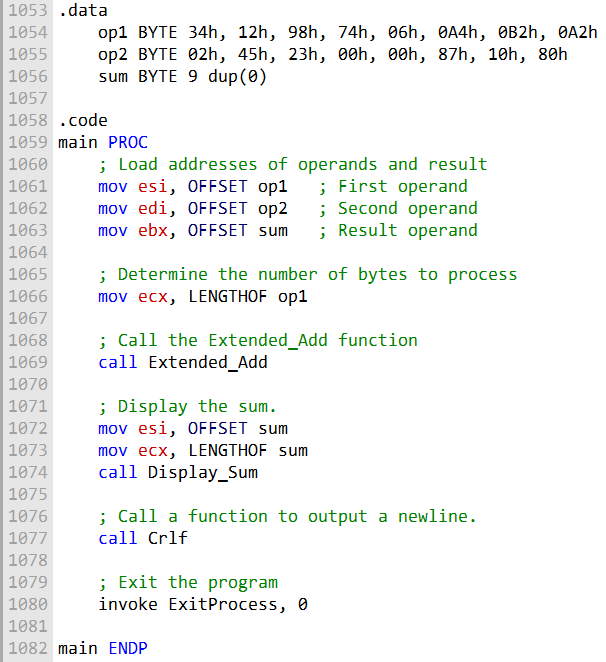 1053 .data
1054     op1 BYTE 34h, 12h, 98h, 74h, 06h, 0A4h, 0B2h, 0A2h
1055     op2 BYTE 02h, 45h, 23h, 00h, 00h, 87h, 10h, 80h
1056     sum BYTE 9 dup(0)
1057
1058 .code
1059 main PROC
1060     ; Load addresses of operands and result
1061     mov esi, OFFSET op1   ; First operand
1062     mov edi, OFFSET op2   ; Second operand
1063     mov ebx, OFFSET sum   ; Result operand
1064
1065     ; Determine the number of bytes to process
1066     mov ecx, LENGTHOF op1
1067
1068     ; Call the Extended_Add function
1069     call Extended_Add
1070
1071     ; Display the sum.
1072     mov esi, OFFSET sum
1073     mov ecx, LENGTHOF sum
1074     call Display_Sum
1075
1076     ; Call a function to output a newline.
1077     call Crlf
1078
1079     ; Exit the program
1080     invoke ExitProcess, 0
1081
1082 main ENDP